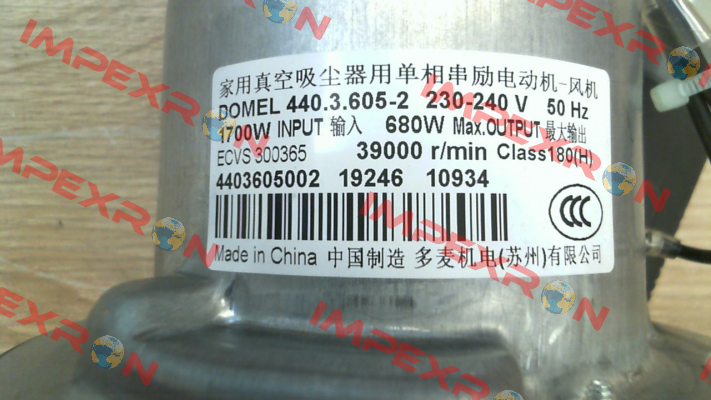 家用真空吸尘器用单相串励电动机-风机
DOMEL 440.3.605-2 230-240 V 50 Hz
1700W INPUT 输入 680W Max.OUTPUT 最大输出
ECVS 300365 39000 r/min Class180(H)
4403605002 19246 10934
CCC
Made in China 中国制造 多麦机电(苏州)有限公司
IMPEXRON
IMPEXRON
IMPEXRON
IMPEXRON
IMPEXRON